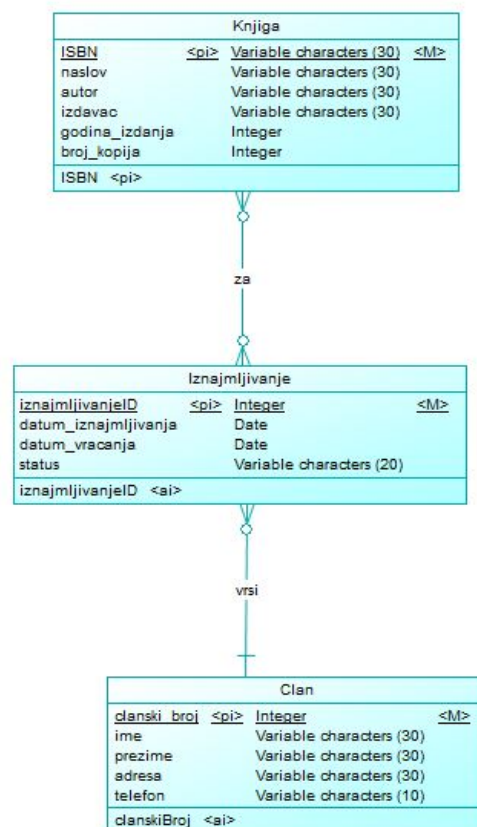 Knjiga
ISBN <pi> Variable characters (30) <M>
naslov Variable characters (30)
autor Variable characters (30)
izdavac Variable characters (30)
godina_izdanja Integer
broj_kopija Integer
ISBN <pi>
za
Iznajmljivanje
iznajmljivanjeID <pi> Integer <M>
datum_iznajmljivanja Date
datum_vracanja Date
status Variable characters (20)
iznajmljivanjeID <ai>
vrsi
Clan
clanski_broj <pi> Integer <M>
ime Variable characters (30)
prezime Variable characters (30)
adresa Variable characters (30)
telefon Variable characters (10)
clanskiBroj <ai>